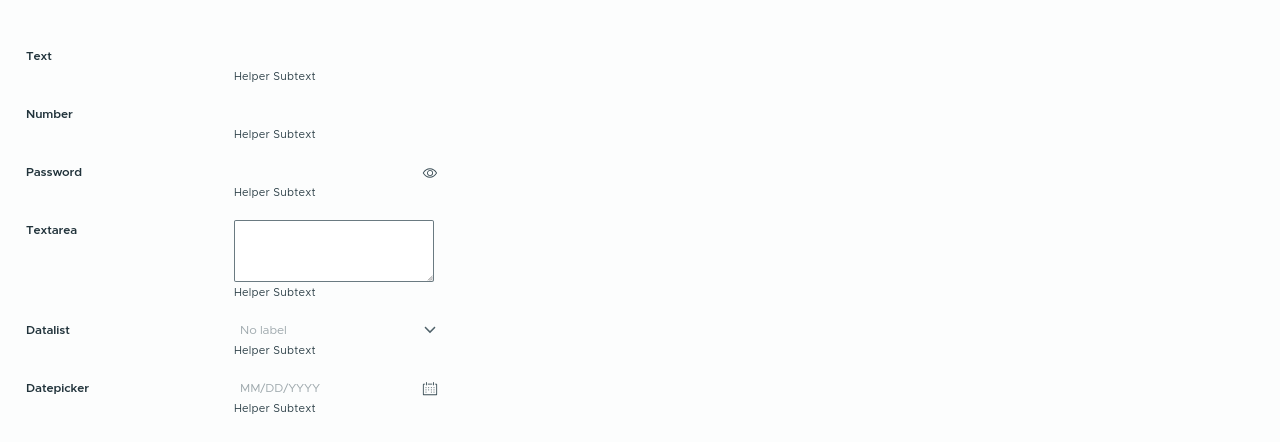 Text
Helper Subtext
Number
Helper Subtext
Password
Helper Subtext
Textarea
Helper Subtext
Datalist
No label
Helper Subtext
Datepicker
MM/DD/YYYY
Helper Subtext